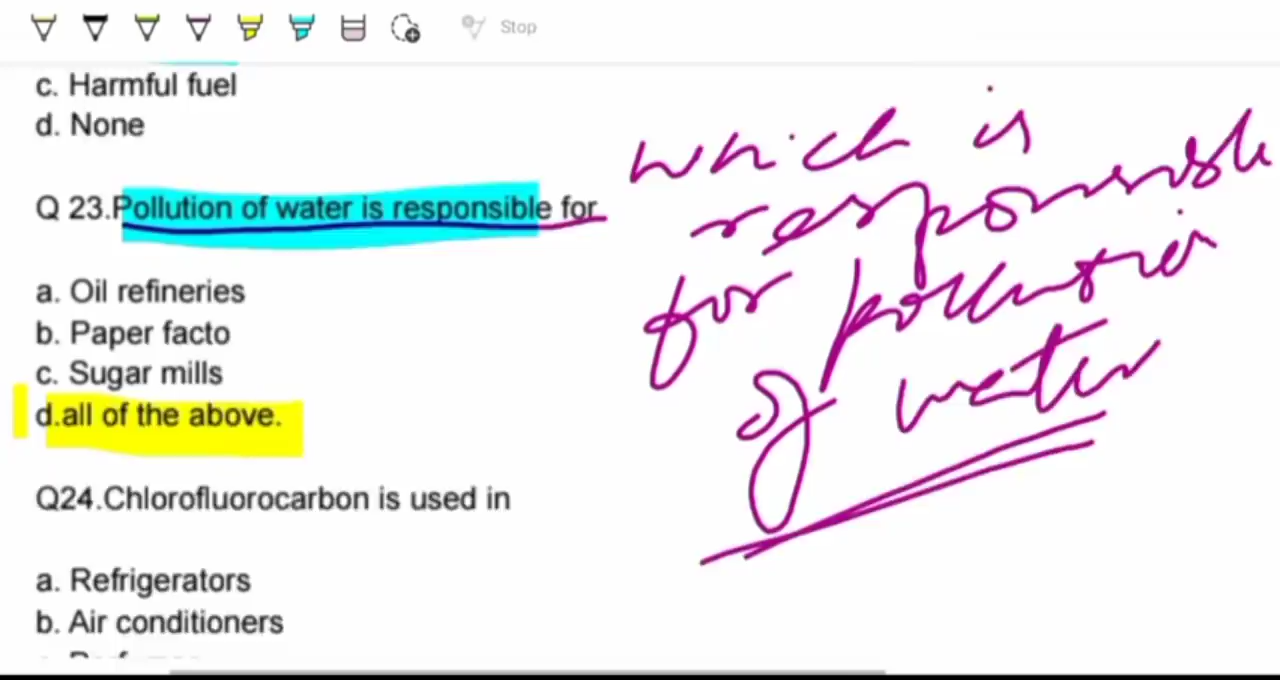 Stop
c. Harmful fuel
d. None
Q 23.Pollution of water is responsible for
a. Oil refineries
b. Paper facto
c. Sugar mills
d.all of the above.
Q24.Chlorofluorocarbon is used in
a. Refrigerators
b. Air conditioners
which is
responsible
for pollution
of water